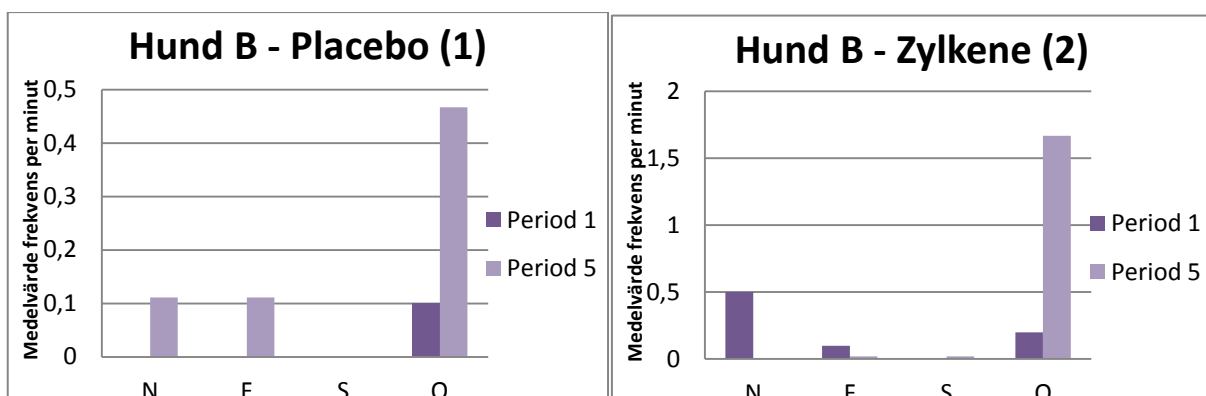 Hund B - Placebo (1)
Medelvärde frekvens per minut
0,5
0,4
0,3
0,2
0,1
0
N S
Period 1
Period 5
Hund B - Zylkene (2)
Medelvärde frekvens per minut
2
1,5
1
0,5
0
N S
Period 1
Period 5